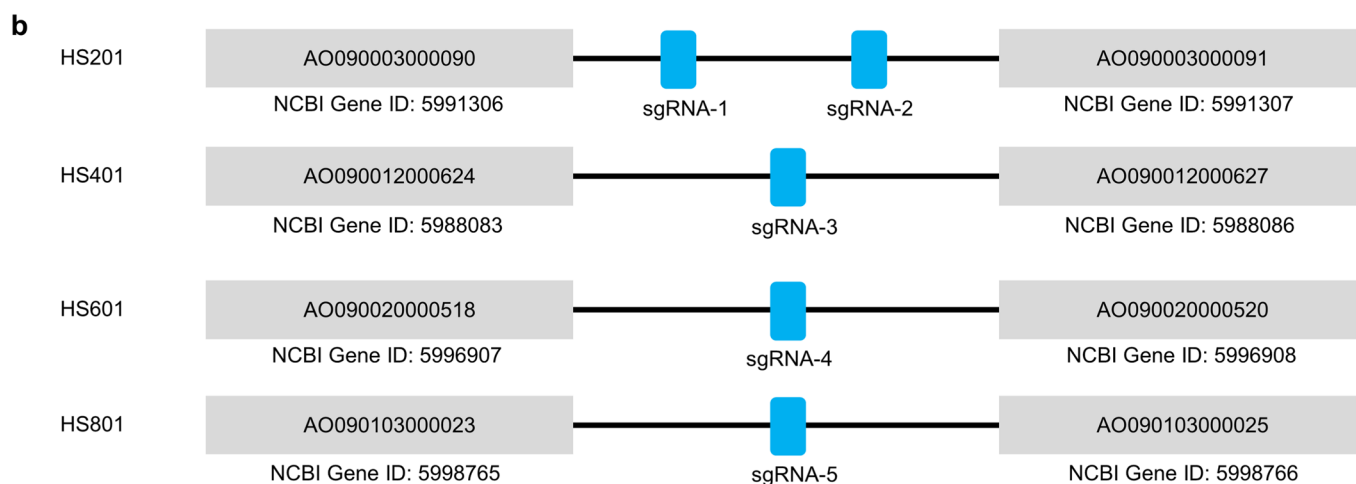 b
HS201
AO090003000090
AO090003000091
NCBI Gene ID: 5991306
sgRNA-1
sgRNA-2
NCBI Gene ID: 5991307
HS401
AO090012000624
AO090012000627
NCBI Gene ID: 5988083
sgRNA-3
NCBI Gene ID: 5988086
HS601
AO090020000518
AO090020000520
NCBI Gene ID: 5996907
sgRNA-4
NCBI Gene ID: 5996908
HS801
AO090103000023
AO090103000025
NCBI Gene ID: 5998765
sgRNA-5
NCBI Gene ID: 5998766